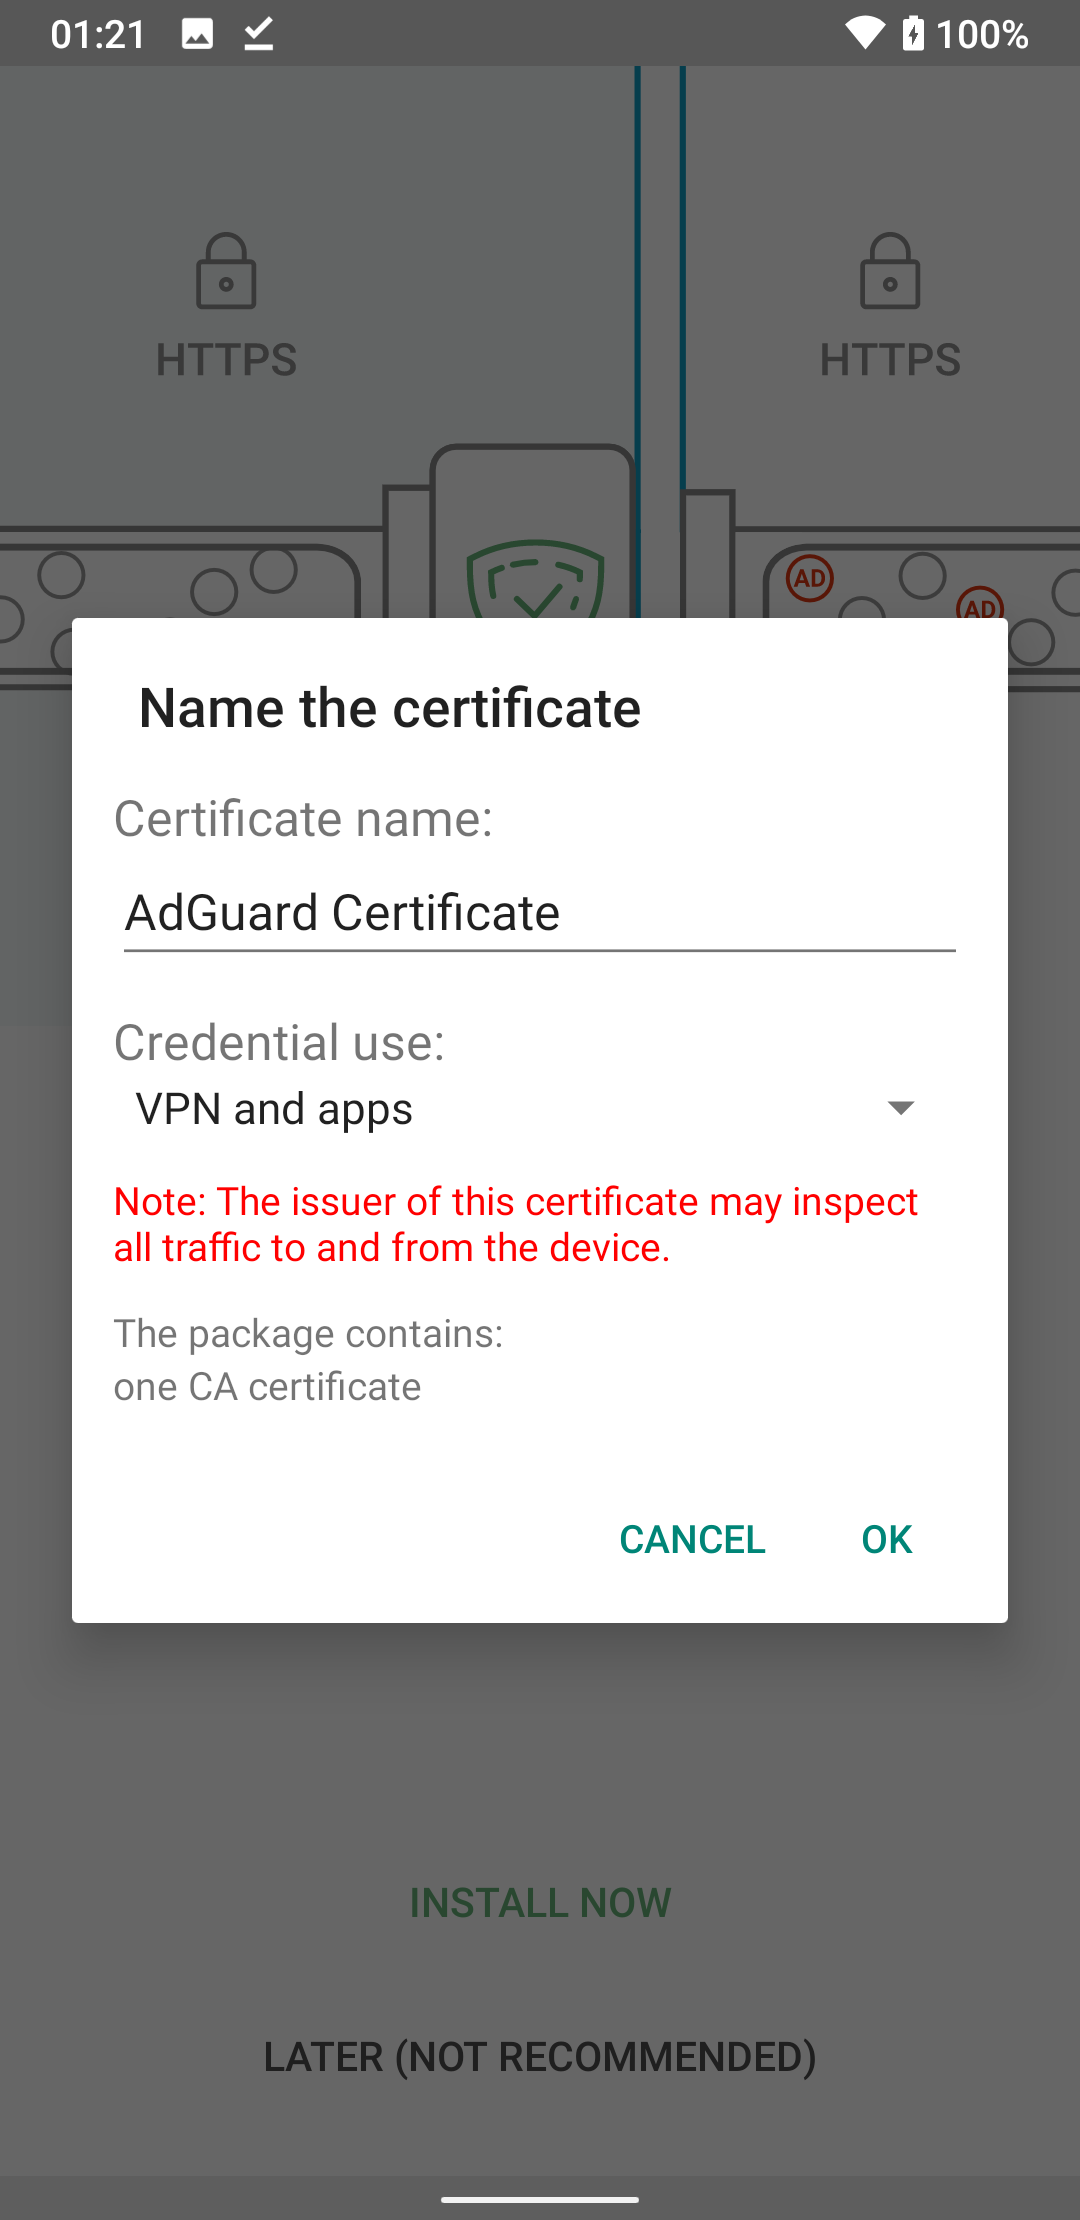 01:21 100%
HTTPS HTTPS
AD
AD
Name the certificate
Certificate name:
AdGuard Certificate
Credential use:
VPN and apps
Note: The issuer of this certificate may inspect
all traffic to and from the device.
The package contains:
one CA certificate
CANCEL OK
INSTALL NOW
LATER (NOT RECOMMENDED)